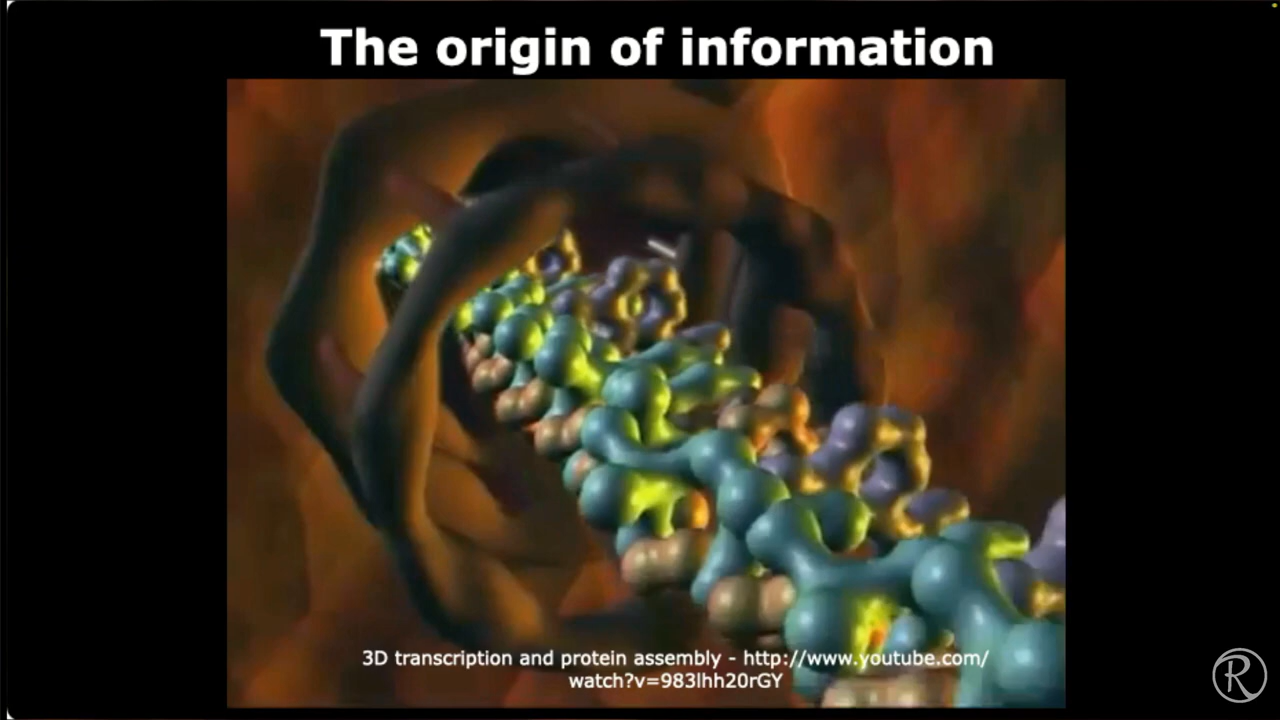 The origin of information
3D transcription and protein assembly - http://www.youtube.com/
watch?v=983lhh20rGY
R